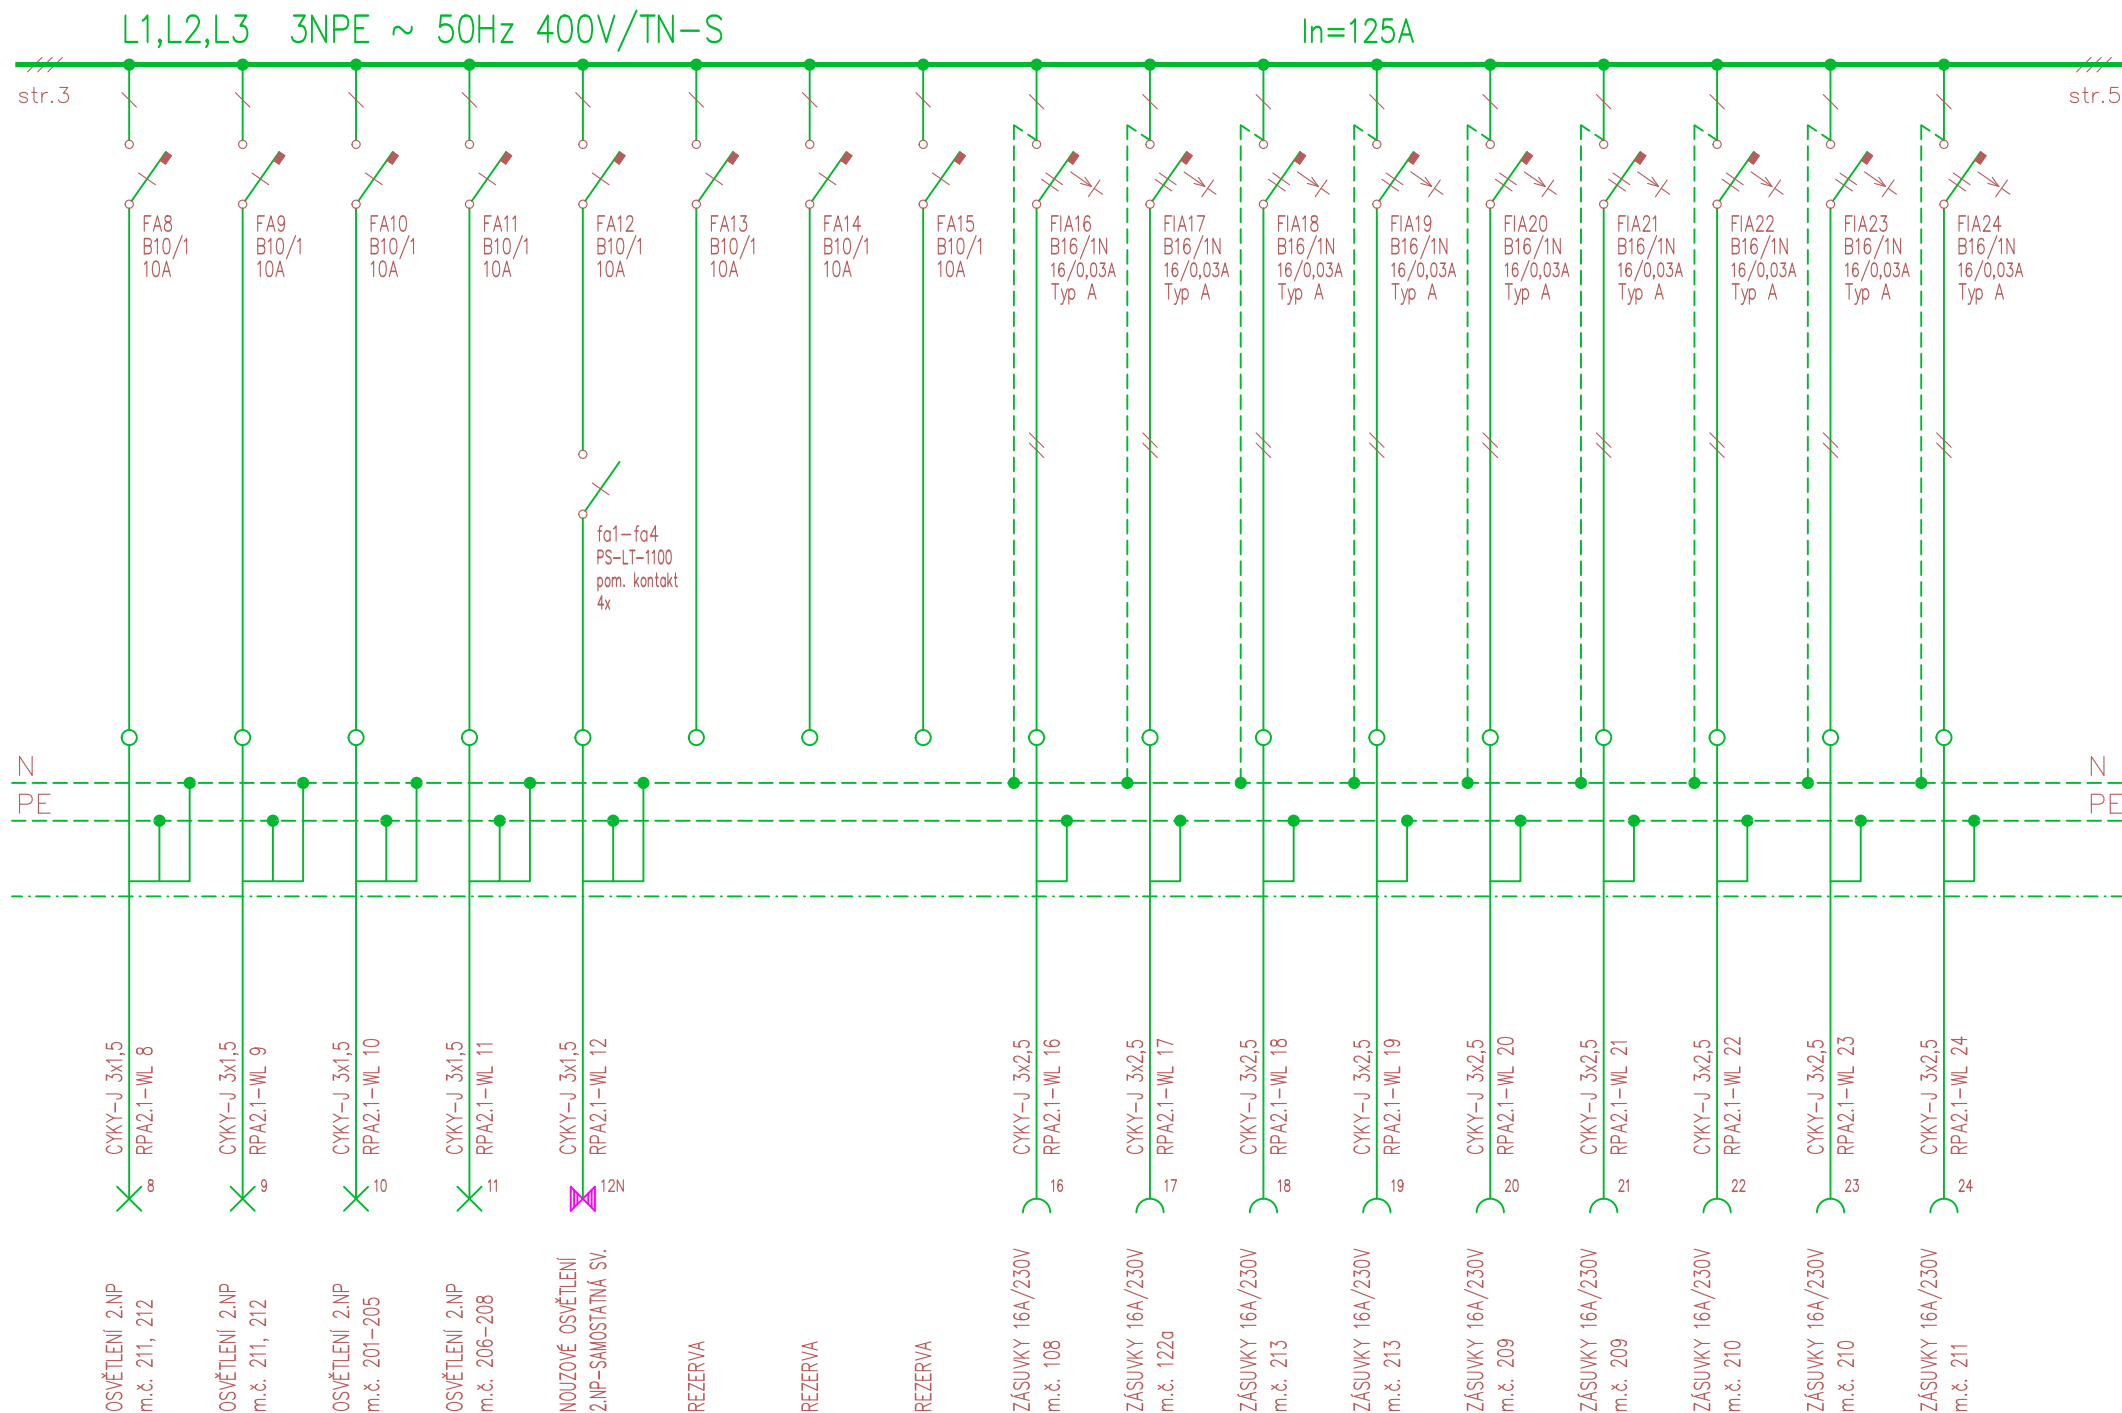 L1,L2,L3 3NPE ~ 50Hz 400V/TN-S
In=125A
str.3
str.5
FA8
B10/1
10A
FA9
B10/1
10A
FA10
B10/1
10A
FA11
B10/1
10A
FA12
B10/1
10A
FA13
B10/1
10A
FA14
B10/1
10A
FA15
B10/1
10A
FIA16
B16/1N
16/0,03A
Typ A
FIA17
B16/1N
16/0,03A
Typ A
FIA18
B16/1N
16/0,03A
Typ A
FIA19
B16/1N
16/0,03A
Typ A
FIA20
B16/1N
16/0,03A
Typ A
FIA21
B16/1N
16/0,03A
Typ A
FIA22
B16/1N
16/0,03A
Typ A
FIA23
B16/1N
16/0,03A
Typ A
FIA24
B16/1N
16/0,03A
Typ A
fa1-fa4
PS-LT-1100
pom. kontakt
4x
N
N
PE
PE
CYKY-J 3x1,5
RPA2.1-WL 8
CYKY-J 3x1,5
RPA2.1-WL 9
CYKY-J 3x1,5
RPA2.1-WL 10
CYKY-J 3x1,5
RPA2.1-WL 11
CYKY-J 3x1,5
RPA2.1-WL 12
CYKY-J 3x2,5
RPA2.1-WL 16
CYKY-J 3x2,5
RPA2.1-WL 17
CYKY-J 3x2,5
RPA2.1-WL 18
CYKY-J 3x2,5
RPA2.1-WL 19
CYKY-J 3x2,5
RPA2.1-WL 20
CYKY-J 3x2,5
RPA2.1-WL 21
CYKY-J 3x2,5
RPA2.1-WL 22
CYKY-J 3x2,5
RPA2.1-WL 23
CYKY-J 3x2,5
RPA2.1-WL 24
8
9
10
11
12N
16
17
18
19
20
21
22
23
24
OSVĚTLENÍ 2.NP
m.č. 211, 212
OSVĚTLENÍ 2.NP
m.č. 211, 212
OSVĚTLENÍ 2.NP
m.č. 201-205
OSVĚTLENÍ 2.NP
m.č. 206-208
NOUZOVÉ OSVĚTLENÍ
2.NP-SAMOSTATNÁ SV.
REZERVA
REZERVA
REZERVA
ZÁSUVKY 16A/230V
m.č. 108
ZÁSUVKY 16A/230V
m.č. 122a
ZÁSUVKY 16A/230V
m.č. 213
ZÁSUVKY 16A/230V
m.č. 213
ZÁSUVKY 16A/230V
m.č. 209
ZÁSUVKY 16A/230V
m.č. 209
ZÁSUVKY 16A/230V
m.č. 210
ZÁSUVKY 16A/230V
m.č. 210
ZÁSUVKY 16A/230V
m.č. 211